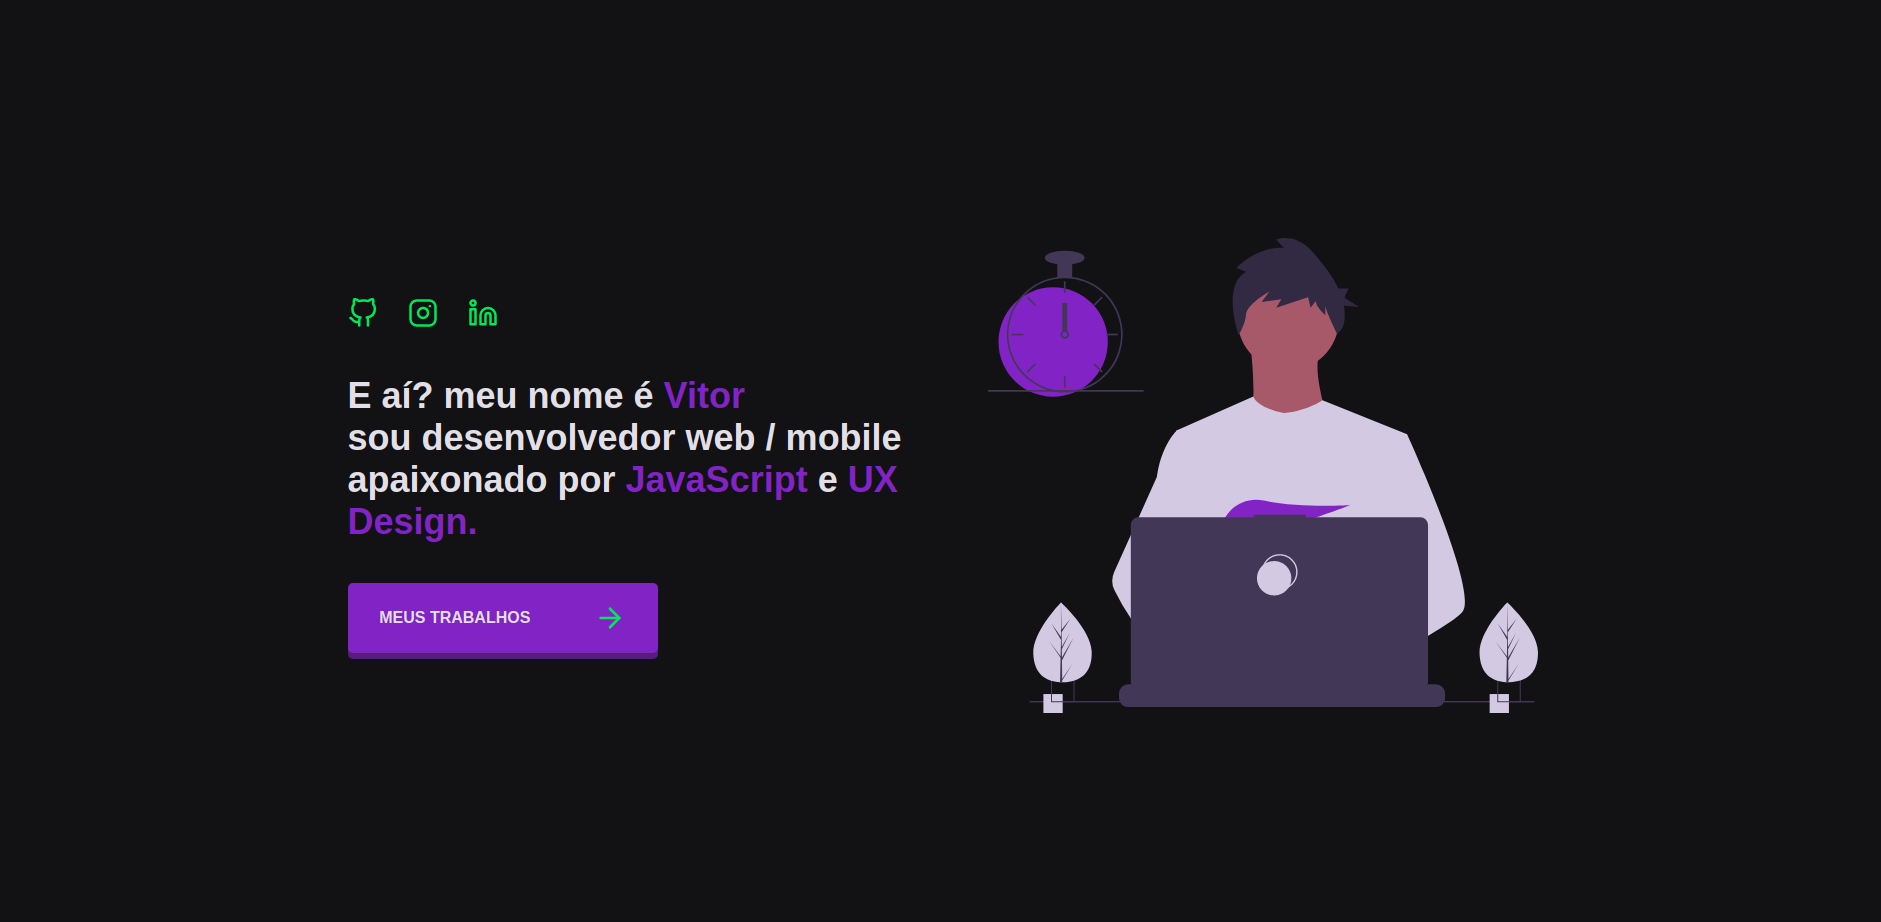 E aí? meu nome é Vitor
sou desenvolvedor web / mobile
apaixonado por JavaScript e UX
Design.
MEUS TRABALHOS